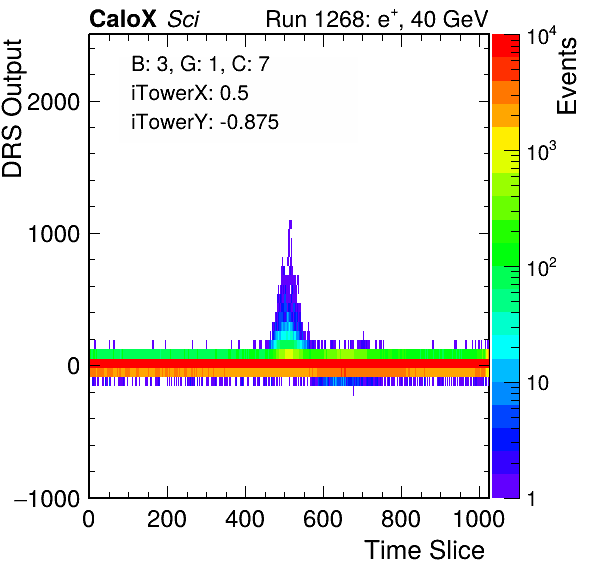 CaloX Sci Run 1268: e⁺, 40 GeV
B: 3, G: 1, C: 7
iTowerX: 0.5
iTowerY: -0.875
DRS Output
2000
1000
0
−1000
0 200 400 600 800 1000
Time Slice
Events
10⁴
10³
10²
10
1